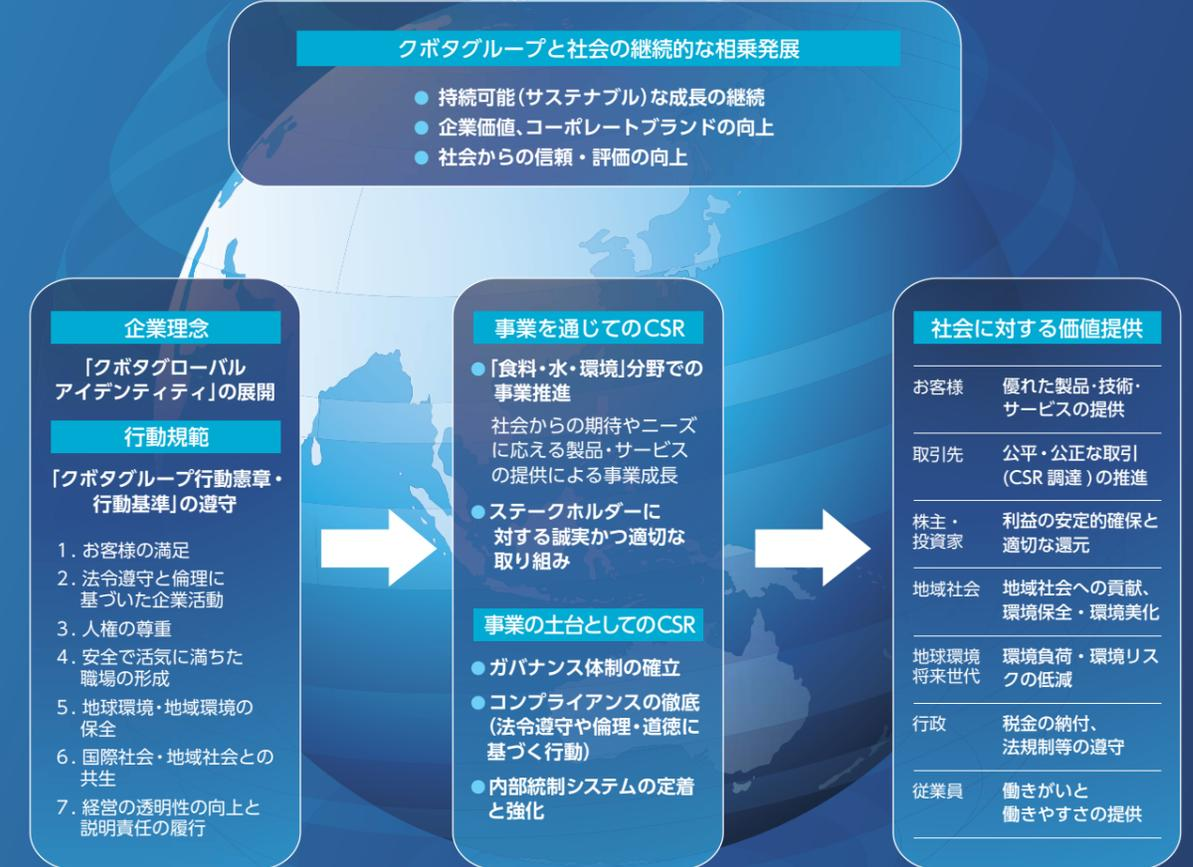 クボタグループと社会の継続的な相乗発展
● 持続可能(サステナブル)な成長の継続
● 企業価値、コーポレートブランドの向上
● 社会からの信頼・評価の向上
企業理念
「クボタグローバル
アイデンティティ」の展開
行動規範
「クボタグループ行動憲章・
行動基準」の遵守
1. お客様の満足
2. 法令遵守と倫理に
基づいた企業活動
3. 人権の尊重
4. 安全で活気に満ちた
職場の形成
5. 地球環境・地域環境の
保全
6. 国際社会・地域社会との
共生
7. 経営の透明性の向上と
説明責任の履行
事業を通じてのCSR
●「食料・水・環境」分野での
事業推進
社会からの期待やニーズ
に応える製品・サービス
の提供による事業成長
●ステークホルダーに
対する誠実かつ適切な
取り組み
事業の土台としてのCSR
●ガバナンス体制の確立
●コンプライアンスの徹底
(法令遵守や倫理・道徳に
基づく行動)
●内部統制システムの定着
と強化
社会に対する価値提供
お客様 優れた製品・技術・
サービスの提供
取引先 公平・公正な取引
(CSR 調達 ) の推進
株主・ 利益の安定的確保と
投資家 適切な還元
地域社会 地域社会への貢献、
環境保全・環境美化
地球環境 環境負荷・環境リス
将来世代 クの低減
行政 税金の納付、
法規制等の遵守
従業員 働きがいと
働きやすさの提供